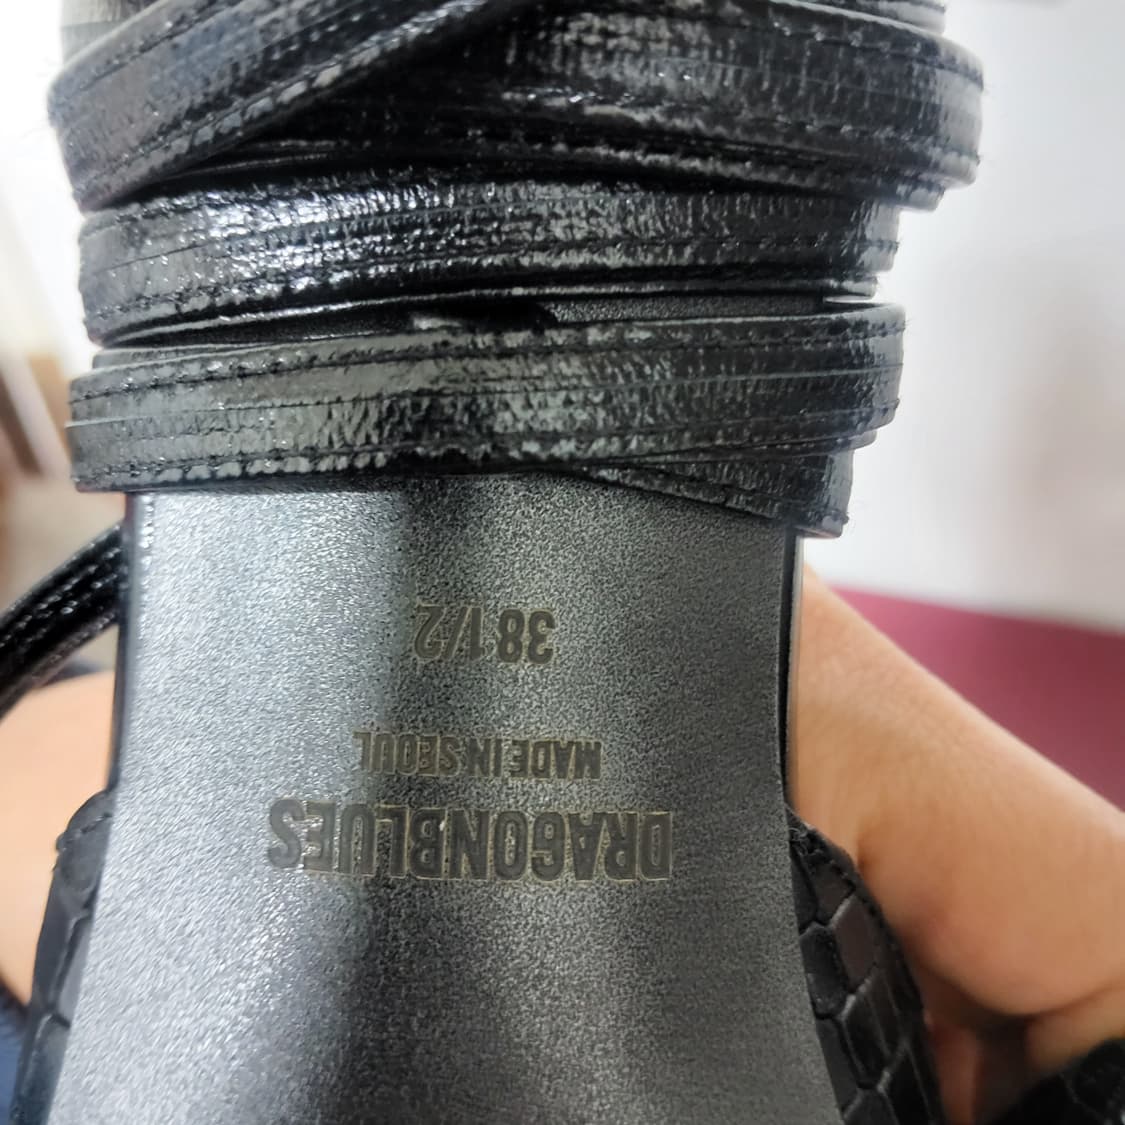 DRAGONBLUES
MADE IN SEOUL
38 1/2